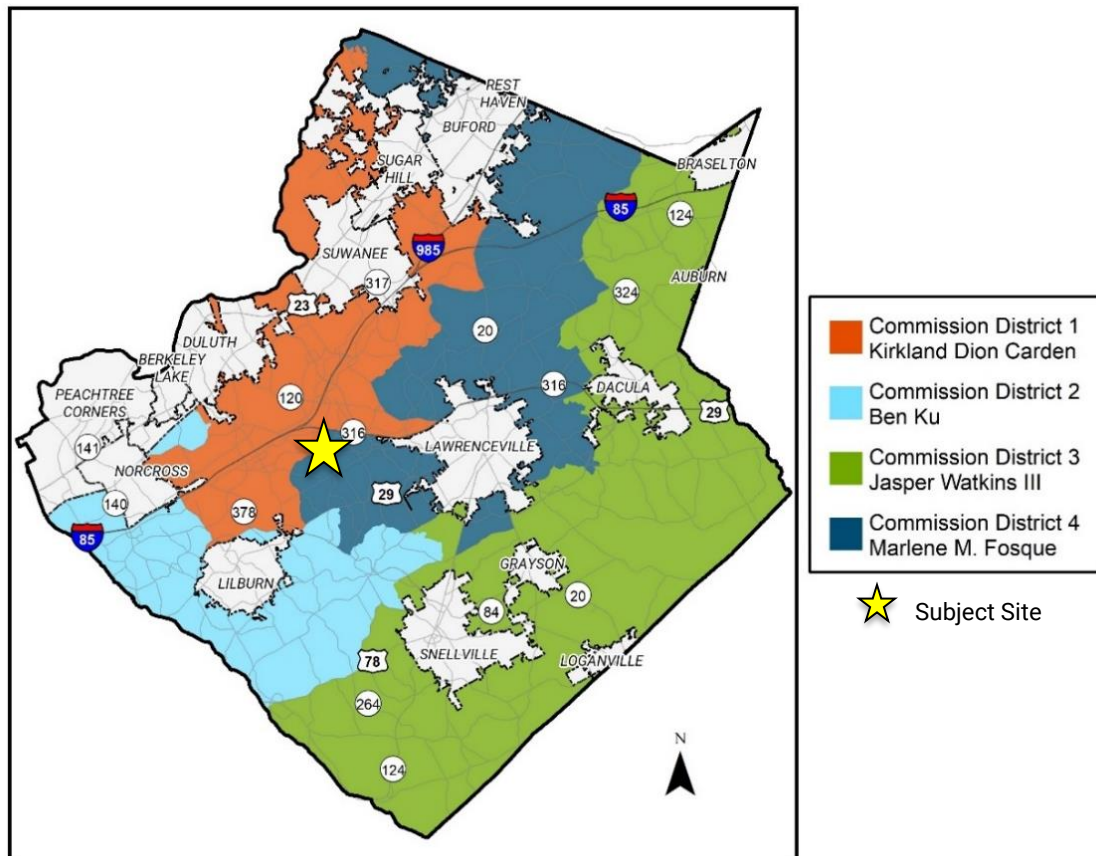 REST
HAVEN
BUFORD
BRASELTON
SUGAR
HILL
85
124
SUWANEE
985
AUBURN
317
324
23
DULUTH
20
BERKELEY
LAKE
316
DACULA
PEACHTREE
CORNERS
120
29
316
141
LAWRENCEVILLE
NORCROSS
29
140
378
85
LILBURN
GRAYSON
20
84
SNELLVILLE
LOGANVILLE
78
264
124
N
Commission District 1
Kirkland Dion Carden
Commission District 2
Ben Ku
Commission District 3
Jasper Watkins III
Commission District 4
Marlene M. Fosque
Subject Site